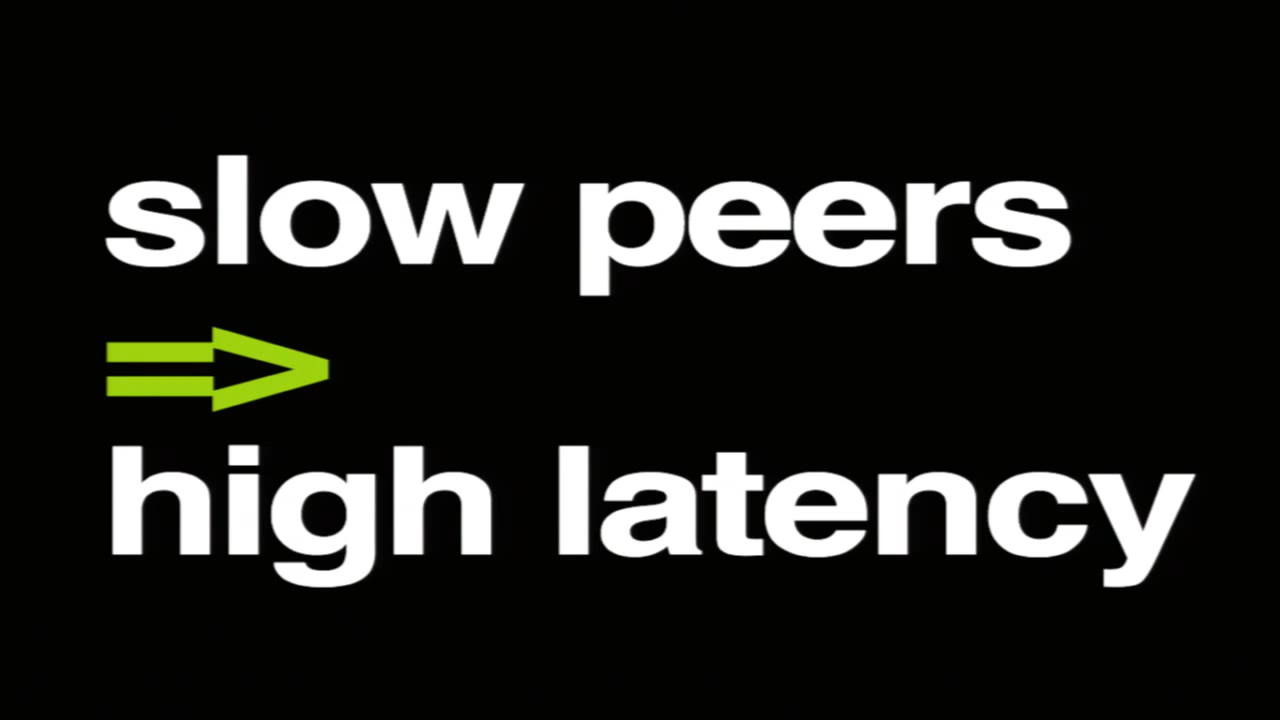 slow peers
=>
high latency